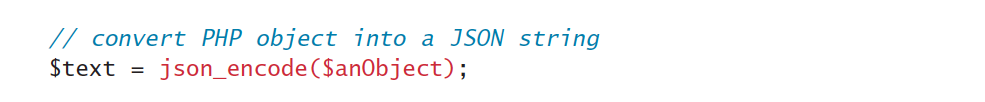 // convert PHP object into a JSON string
$text = json_encode($anObject);